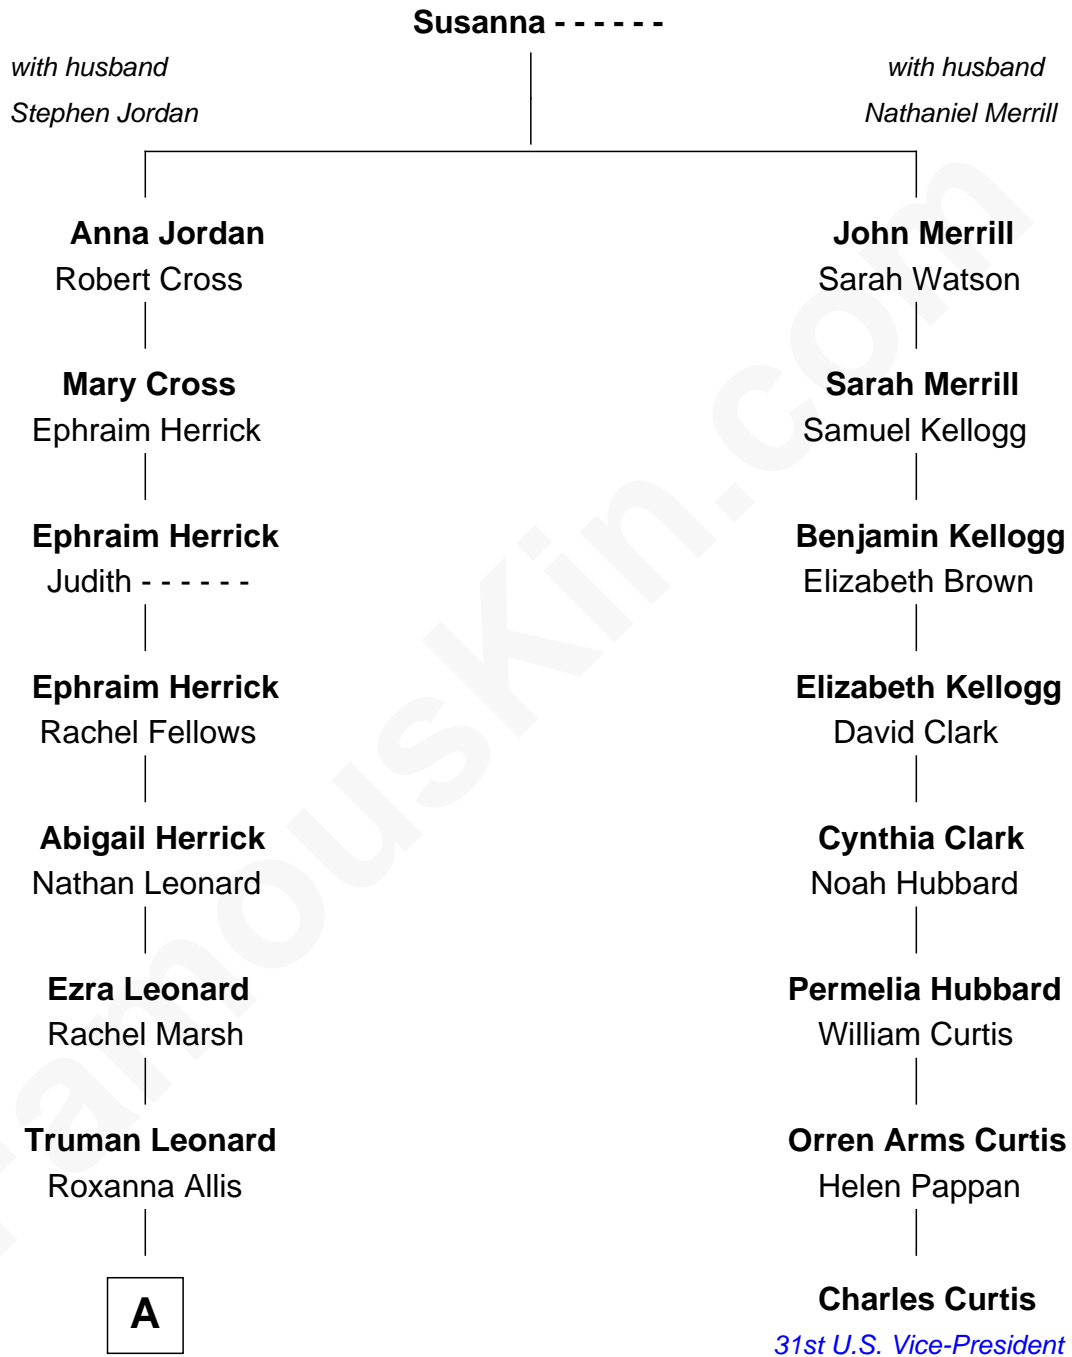 Susanna - - - - - -
with husband
Stephen Jordan
with husband
Nathaniel Merrill
Anna Jordan
Robert Cross
John Merrill
Sarah Watson
Mary Cross
Ephraim Herrick
Sarah Merrill
Samuel Kellogg
Ephraim Herrick
Judith - - - - - -
Benjamin Kellogg
Elizabeth Brown
Ephraim Herrick
Rachel Fellows
Elizabeth Kellogg
David Clark
Abigail Herrick
Nathan Leonard
Cynthia Clark
Noah Hubbard
Ezra Leonard
Rachel Marsh
Permelia Hubbard
William Curtis
Truman Leonard
Roxanna Allis
Orren Arms Curtis
Helen Pappan
A
Charles Curtis
31st U.S. Vice-President
FamousKin.com